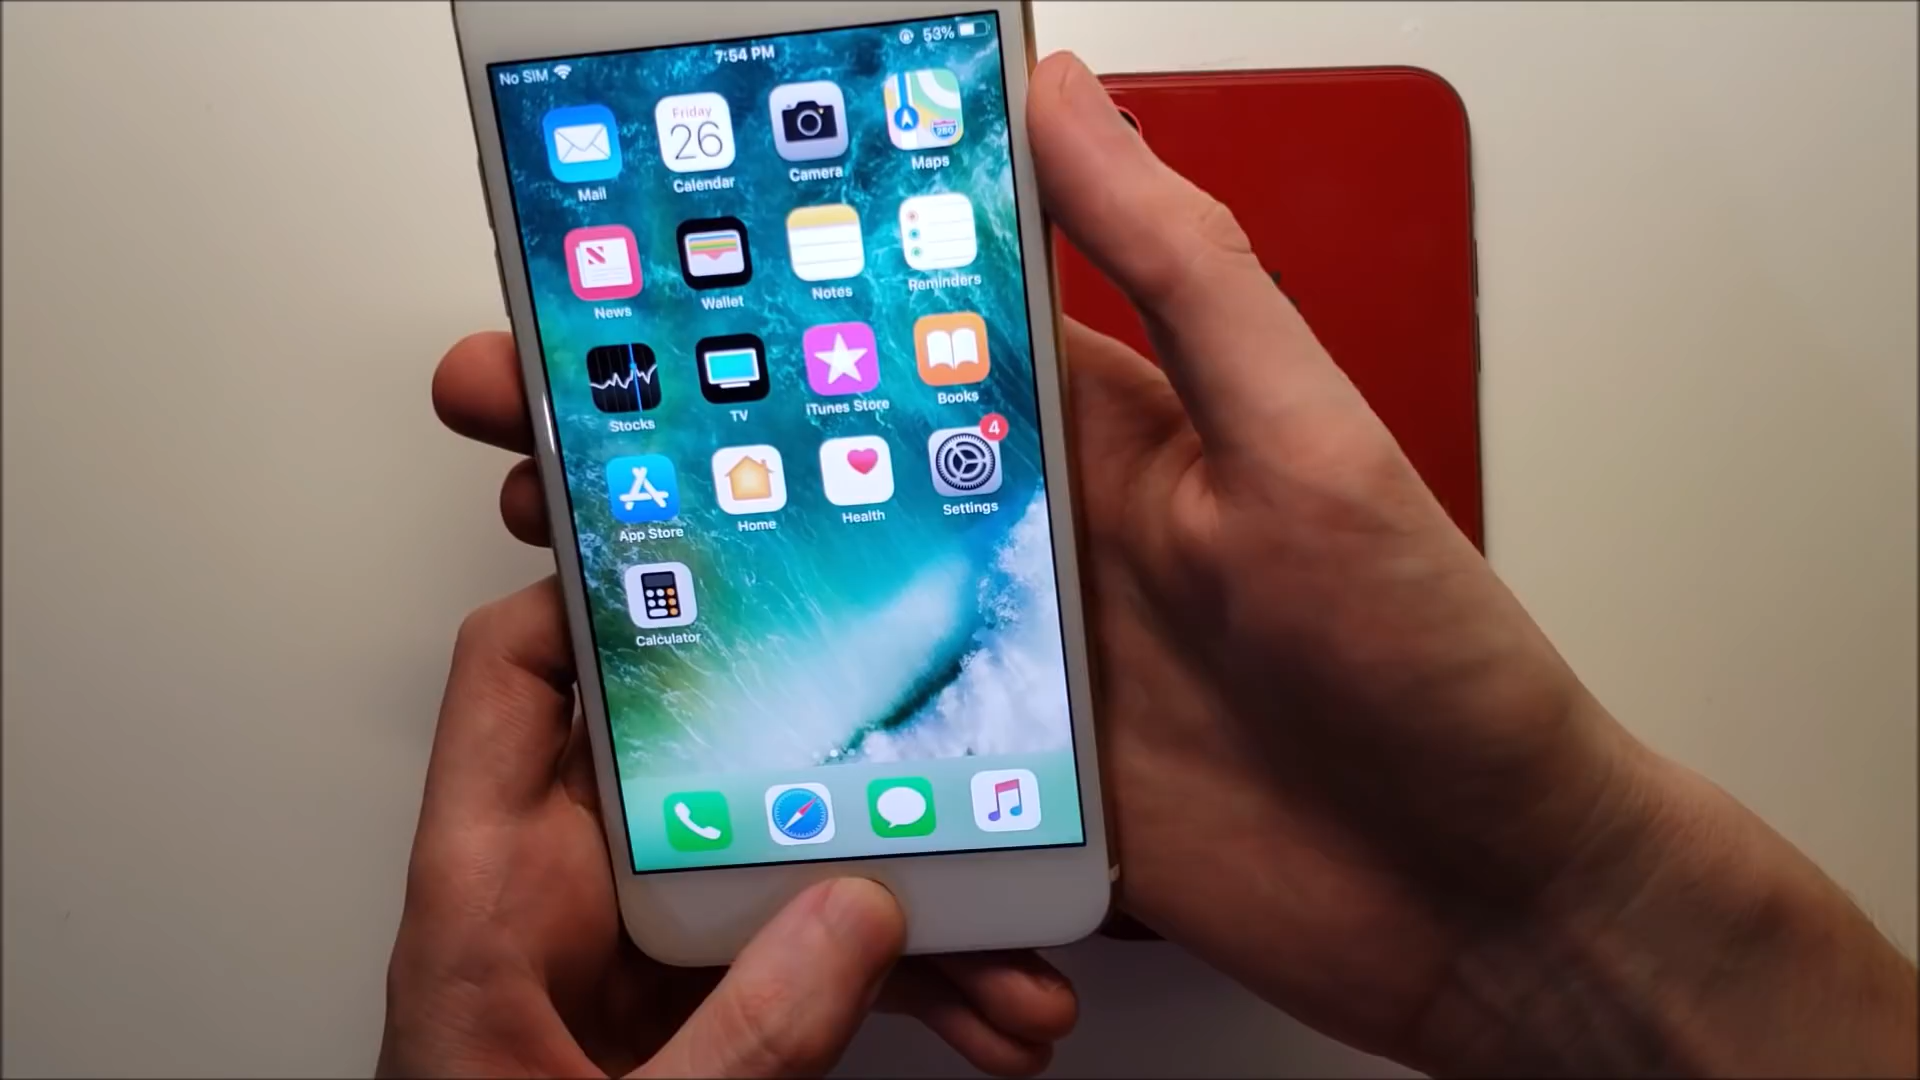 No SIM 7:54 PM 53%
Friday
26
280
Mail Calendar Camera Maps
News Wallet Notes Reminders
Stocks TV iTunes Store Books
4
App Store Home Health Settings
Calculator